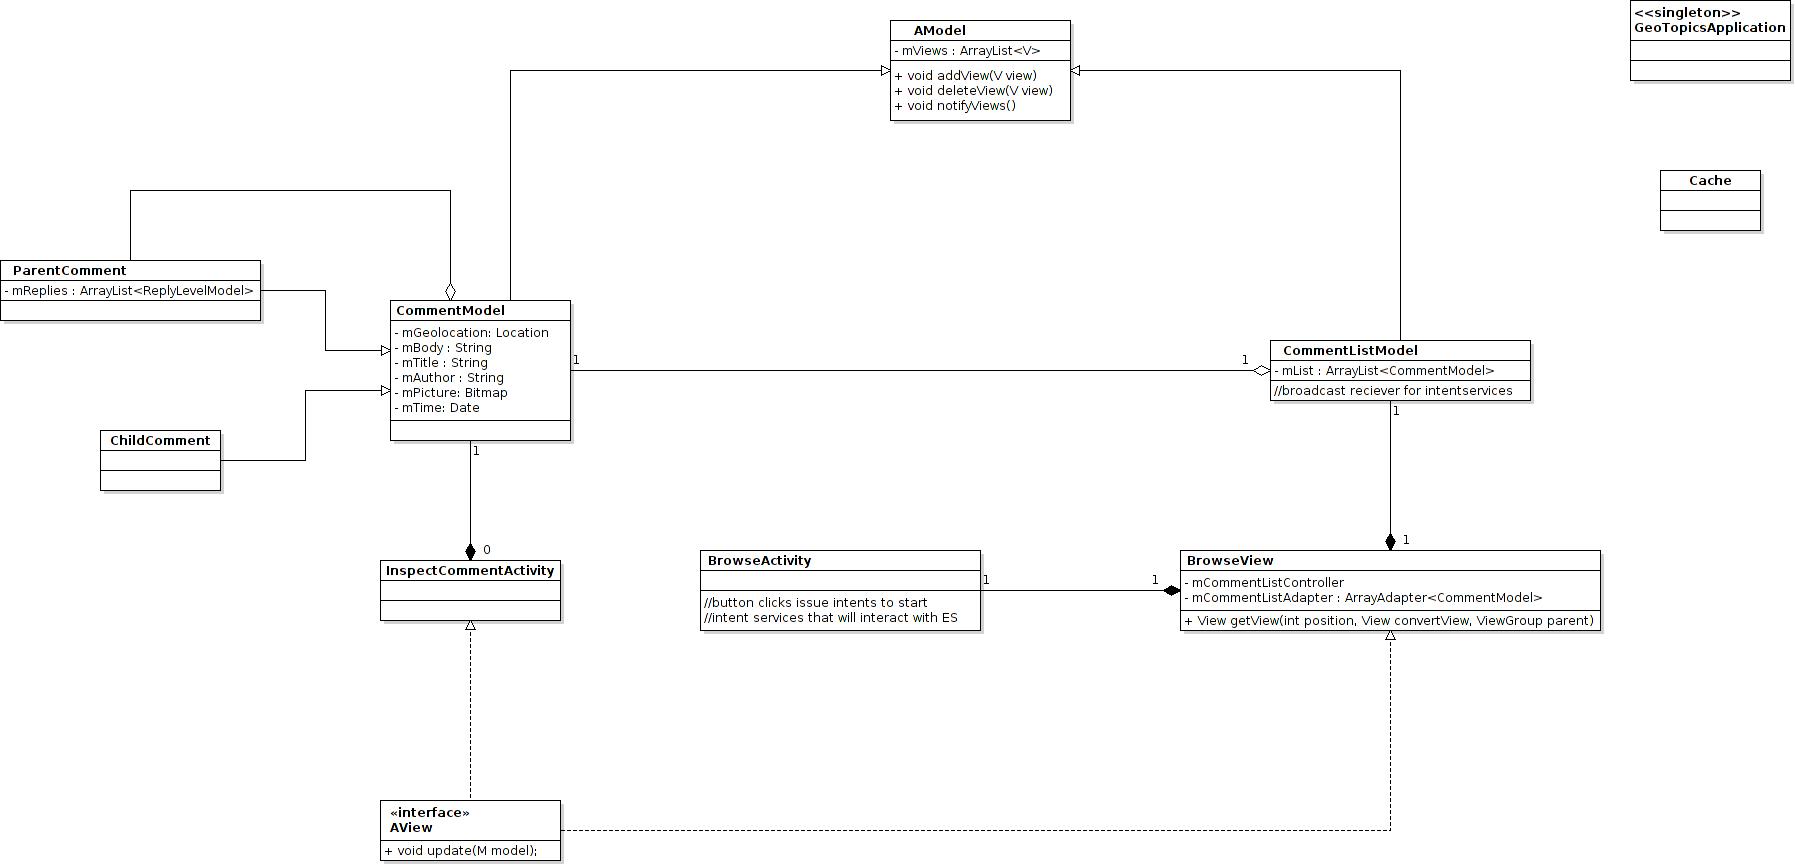 AModel
- mViews : ArrayList<V>
+ void addView(V view)
+ void deleteView(V view)
+ void notifyViews()
<<singleton>>
GeoTopicsApplication
Cache
ParentComment
- mReplies : ArrayList<ReplyLevelModel>
CommentModel
- mGeolocation: Location
- mBody : String
- mTitle : String
- mAuthor : String
- mPicture: Bitmap
- mTime: Date
1
1
CommentListModel
- mList : ArrayList<CommentModel>
//broadcast reciever for intentservices
1
ChildComment
1
0
InspectCommentActivity
BrowseActivity
//button clicks issue intents to start
//intent services that will interact with ES
1
1
1
BrowseView
- mCommentListController
- mCommentListAdapter : ArrayAdapter<CommentModel>
+ View getView(int position, View convertView, ViewGroup parent)
«interface»
AView
+ void update(M model);